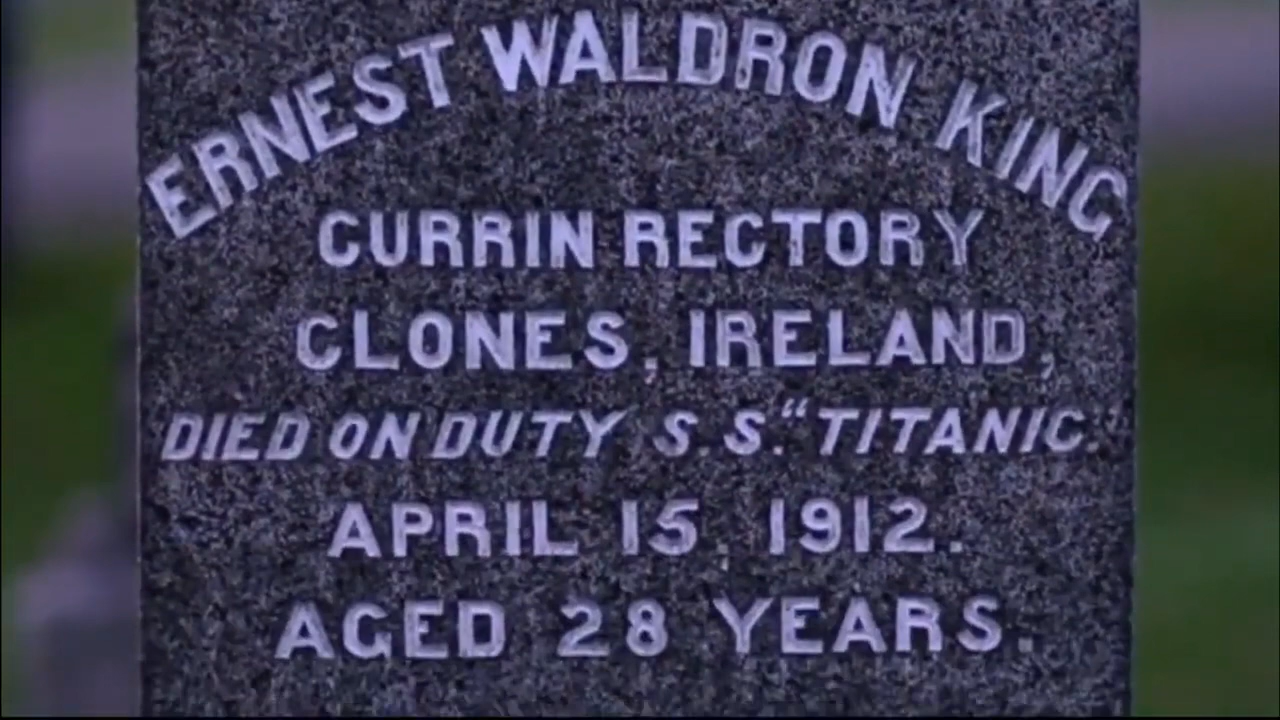 ERNEST WALDRON KING
CURRIN RECTORY
CLONES, IRELAND,
DIED ON DUTY S.S. "TITANIC."
APRIL 15, 1912.
AGED 28 YEARS.